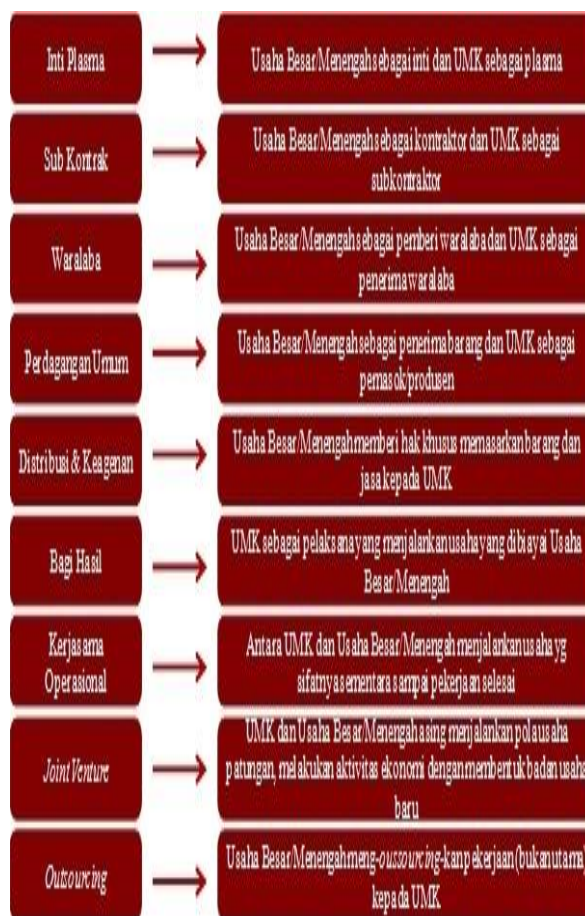 Inti Plasma
Usaha Besar/Menengah sebagai inti dan UMK sebagai plasma
Sub Kontrak
Usaha Besar/Menengah sebagai kontraktor dan UMK sebagai
subkontraktor
Waralaba
Usaha Besar/Menengah sebagai pemberi waralaba dan UMK sebagai
penerima waralaba
Perdagangan Umum
Usaha Besar/Menengah sebagai penerima barang dan UMK sebagai
pemasok/produsen
Distribusi & Keagenan
Usaha Besar/Menengah memberi hak khusus memasarkan barang dan
jasa kepada UMK
Bagi Hasil
UMK sebagai pelaksana yang menjalankan usaha yang dibiayai Usaha
Besar/Menengah
Kerjasama
Operasional
Antara UMK dan Usaha Besar/Menengah menjalankan usaha yg
sifatnya sementara sampai pekerjaan selesai
Joint Venture
UMK dan Usaha Besar/Menengah asing menjalankan pola usaha
patungan, melakukan aktivitas ekonomi dengan membentuk badan usaha
baru
Outsourcing
Usaha Besar/Menengah meng-oussourcing-kan pekerjaan (bukan utama)
kepada UMK